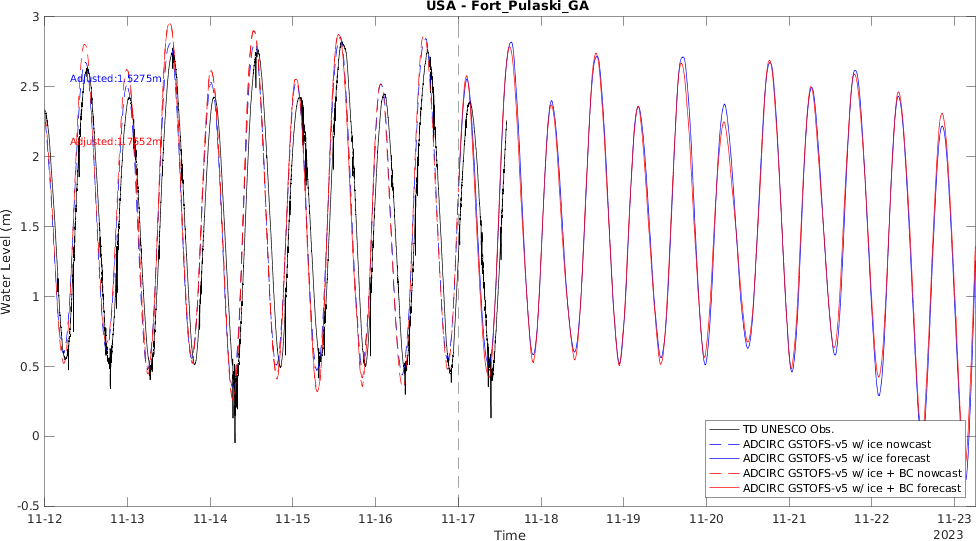 USA - Fort_Pulaski_GA
3
2.5
2
1.5
1
0.5
0
-0.5
Water Level (m)
Adjusted:1.5275m
Adjusted:1.7552m
TD UNESCO Obs.
ADCIRC GSTOFS-v5 w/ ice nowcast
ADCIRC GSTOFS-v5 w/ ice forecast
ADCIRC GSTOFS-v5 w/ ice + BC nowcast
ADCIRC GSTOFS-v5 w/ ice + BC forecast
11-12 11-13 11-14 11-15 11-16 11-17 11-18 11-19 11-20 11-21 11-22 11-23
2023
Time